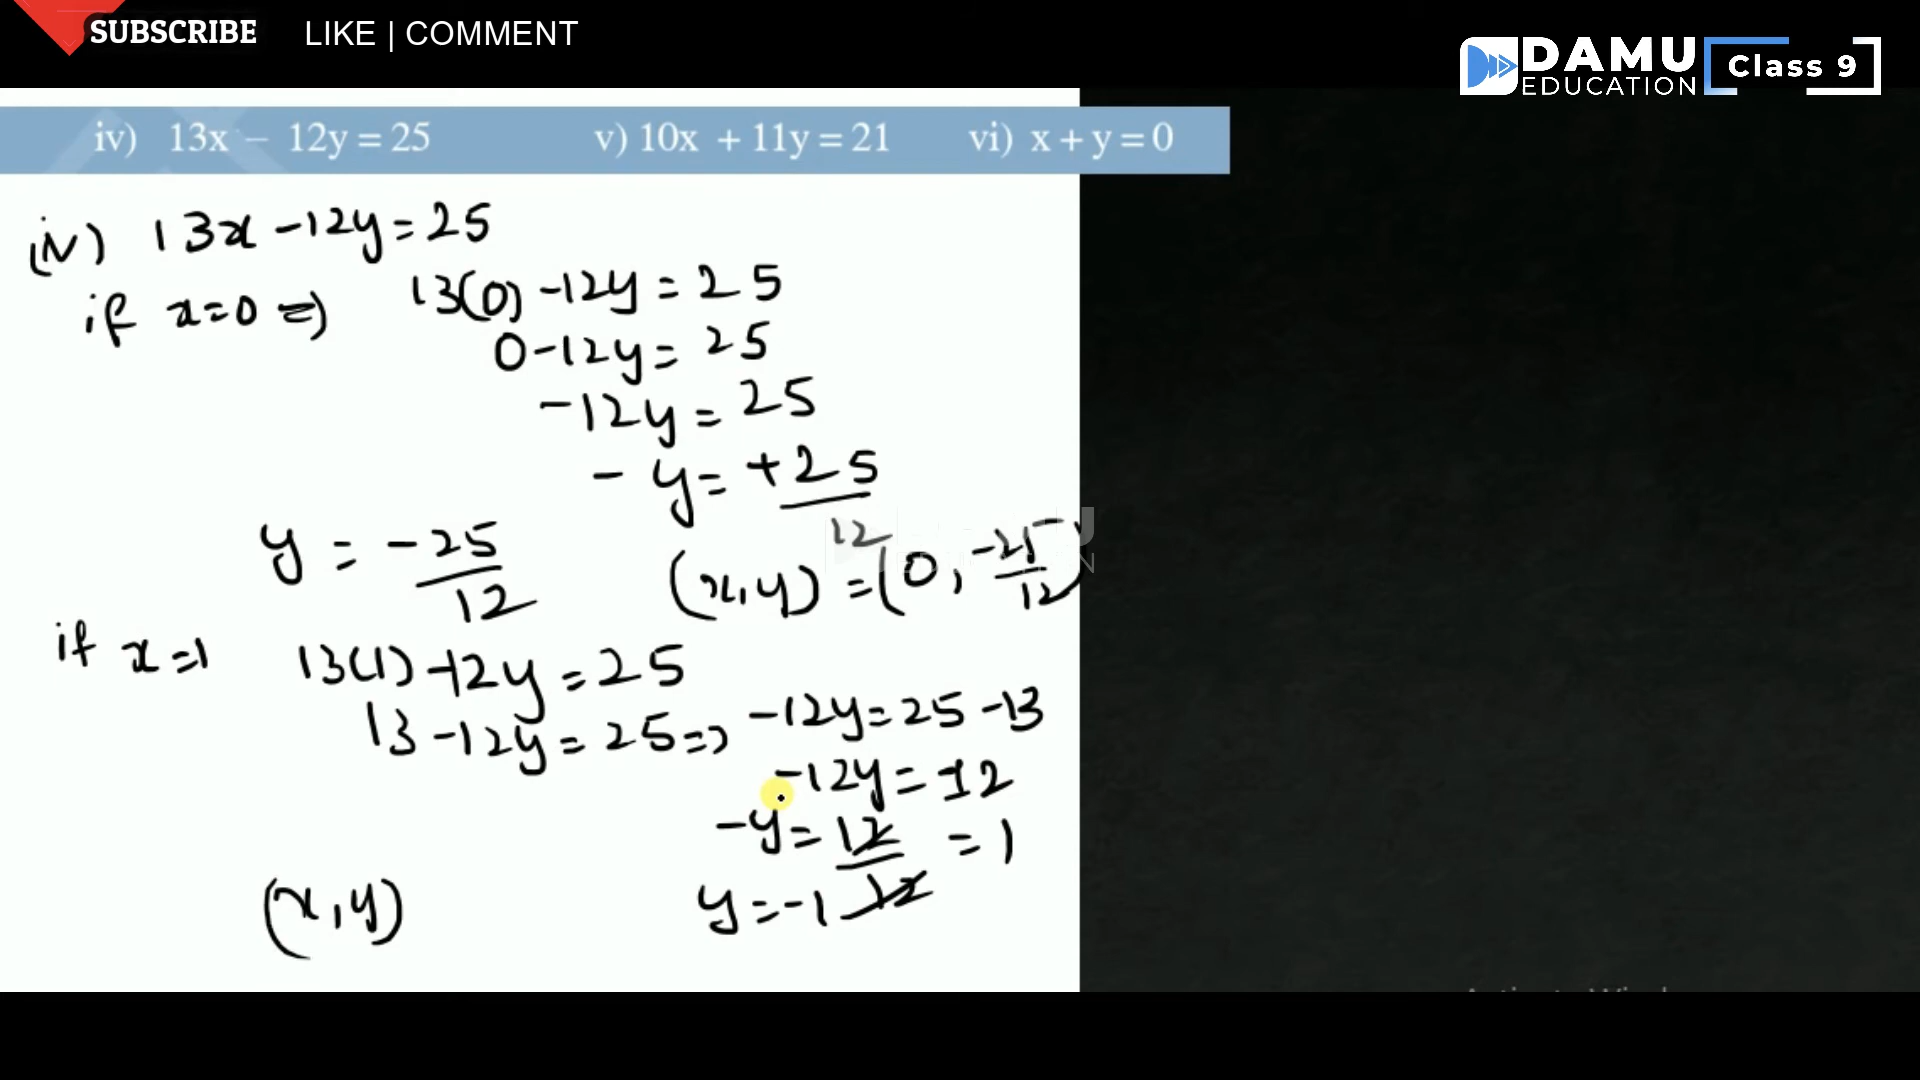 SUBSCRIBE LIKE | COMMENT
DAMU
EDUCATION
Class 9
iv) 13x − 12y = 25 v) 10x + 11y = 21 vi) x + y = 0
(iv) 13x - 12y = 25
if x=0 => 13(0) - 12y = 25
0 - 12y = 25
- 12y = 25
- y = +25/12
y = -25/12 (x,y) = (0, -25/12)
if x=1 13(1) - 12y = 25
13 - 12y = 25 => -12y = 25 - 13
-12y = 12
-y = 12/12 = 1
(x,y) y = -1